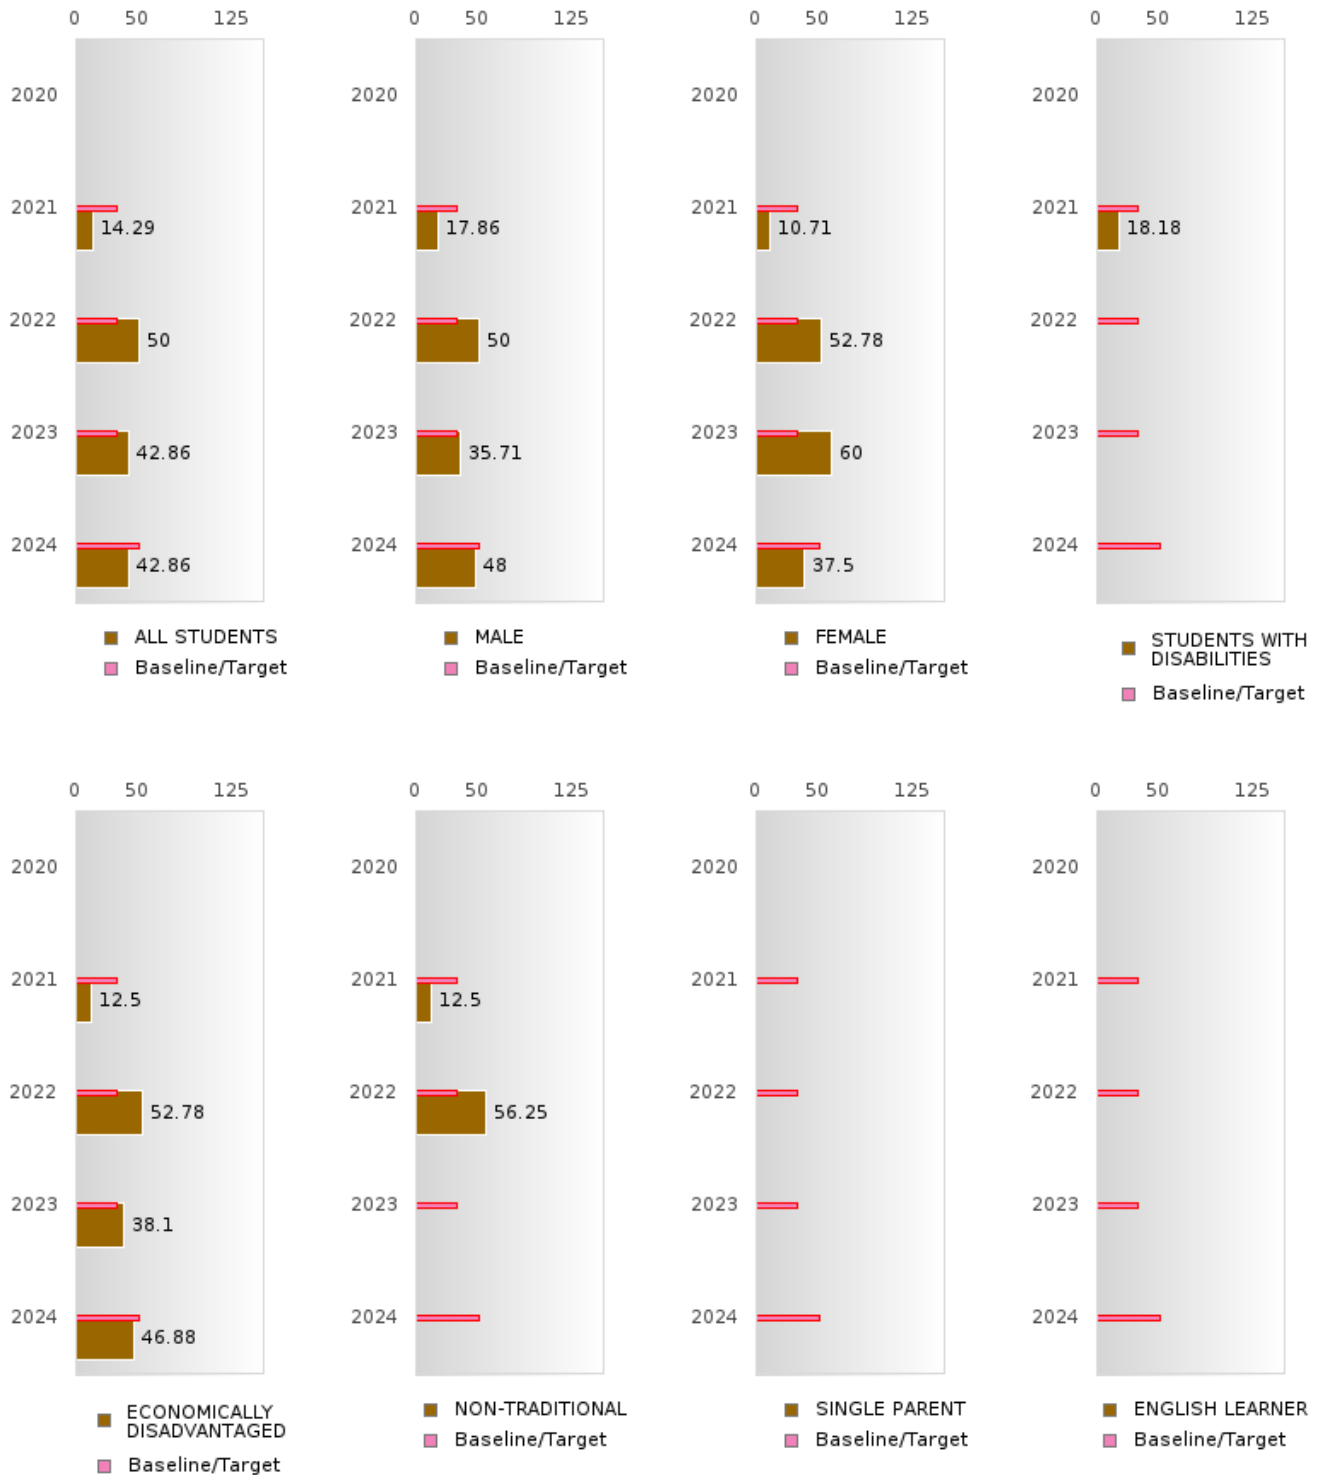 0 50 125 0 50 125 0 50 125 0 50 125
2020 2020 2020 2020
2021 2021 2021 2021
14.29 17.86 10.71 18.18
2022 2022 2022 2022
50 50 52.78
2023 2023 2023 2023
42.86 35.71 60
2024 2024 2024 2024
42.86 48 37.5
ALL STUDENTS MALE FEMALE STUDENTS WITH
DISABILITIES
Baseline/Target Baseline/Target Baseline/Target Baseline/Target
0 50 125 0 50 125 0 50 125 0 50 125
2020 2020 2020 2020
2021 2021 2021 2021
12.5 12.5
2022 2022 2022 2022
52.78 56.25
2023 2023 2023 2023
38.1
2024 2024 2024 2024
46.88
ECONOMICALLY NON-TRADITIONAL SINGLE PARENT ENGLISH LEARNER
DISADVANTAGED
Baseline/Target Baseline/Target Baseline/Target Baseline/Target